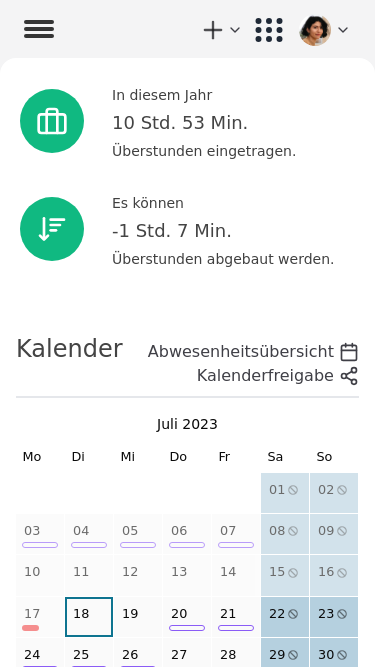 In diesem Jahr
10 Std. 53 Min.
Überstunden eingetragen.
Es können
-1 Std. 7 Min.
Überstunden abgebaut werden.
Kalender
Abwesenheitsübersicht
Kalenderfreigabe
Juli 2023
Mo Di Mi Do Fr Sa So
01 02
03 04 05 06 07 08 09
10 11 12 13 14 15 16
17 18 19 20 21 22 23
24 25 26 27 28 29 30